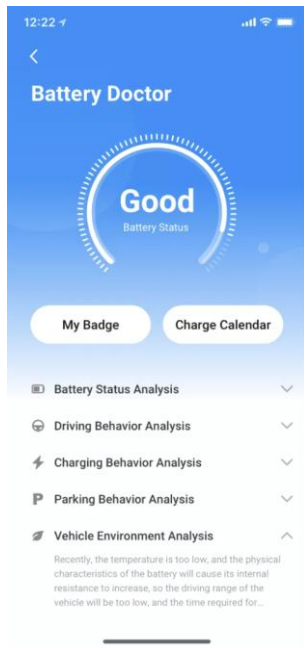 12:22
Battery Doctor
Good
Battery Status
My Badge
Charge Calendar
Battery Status Analysis
Driving Behavior Analysis
Charging Behavior Analysis
P Parking Behavior Analysis
Vehicle Environment Analysis
Recently, the temperature is too low, and the physical
characteristics of the battery will cause its internal
resistance to increase, so the driving range of the
vehicle will be too low, and the time required for...